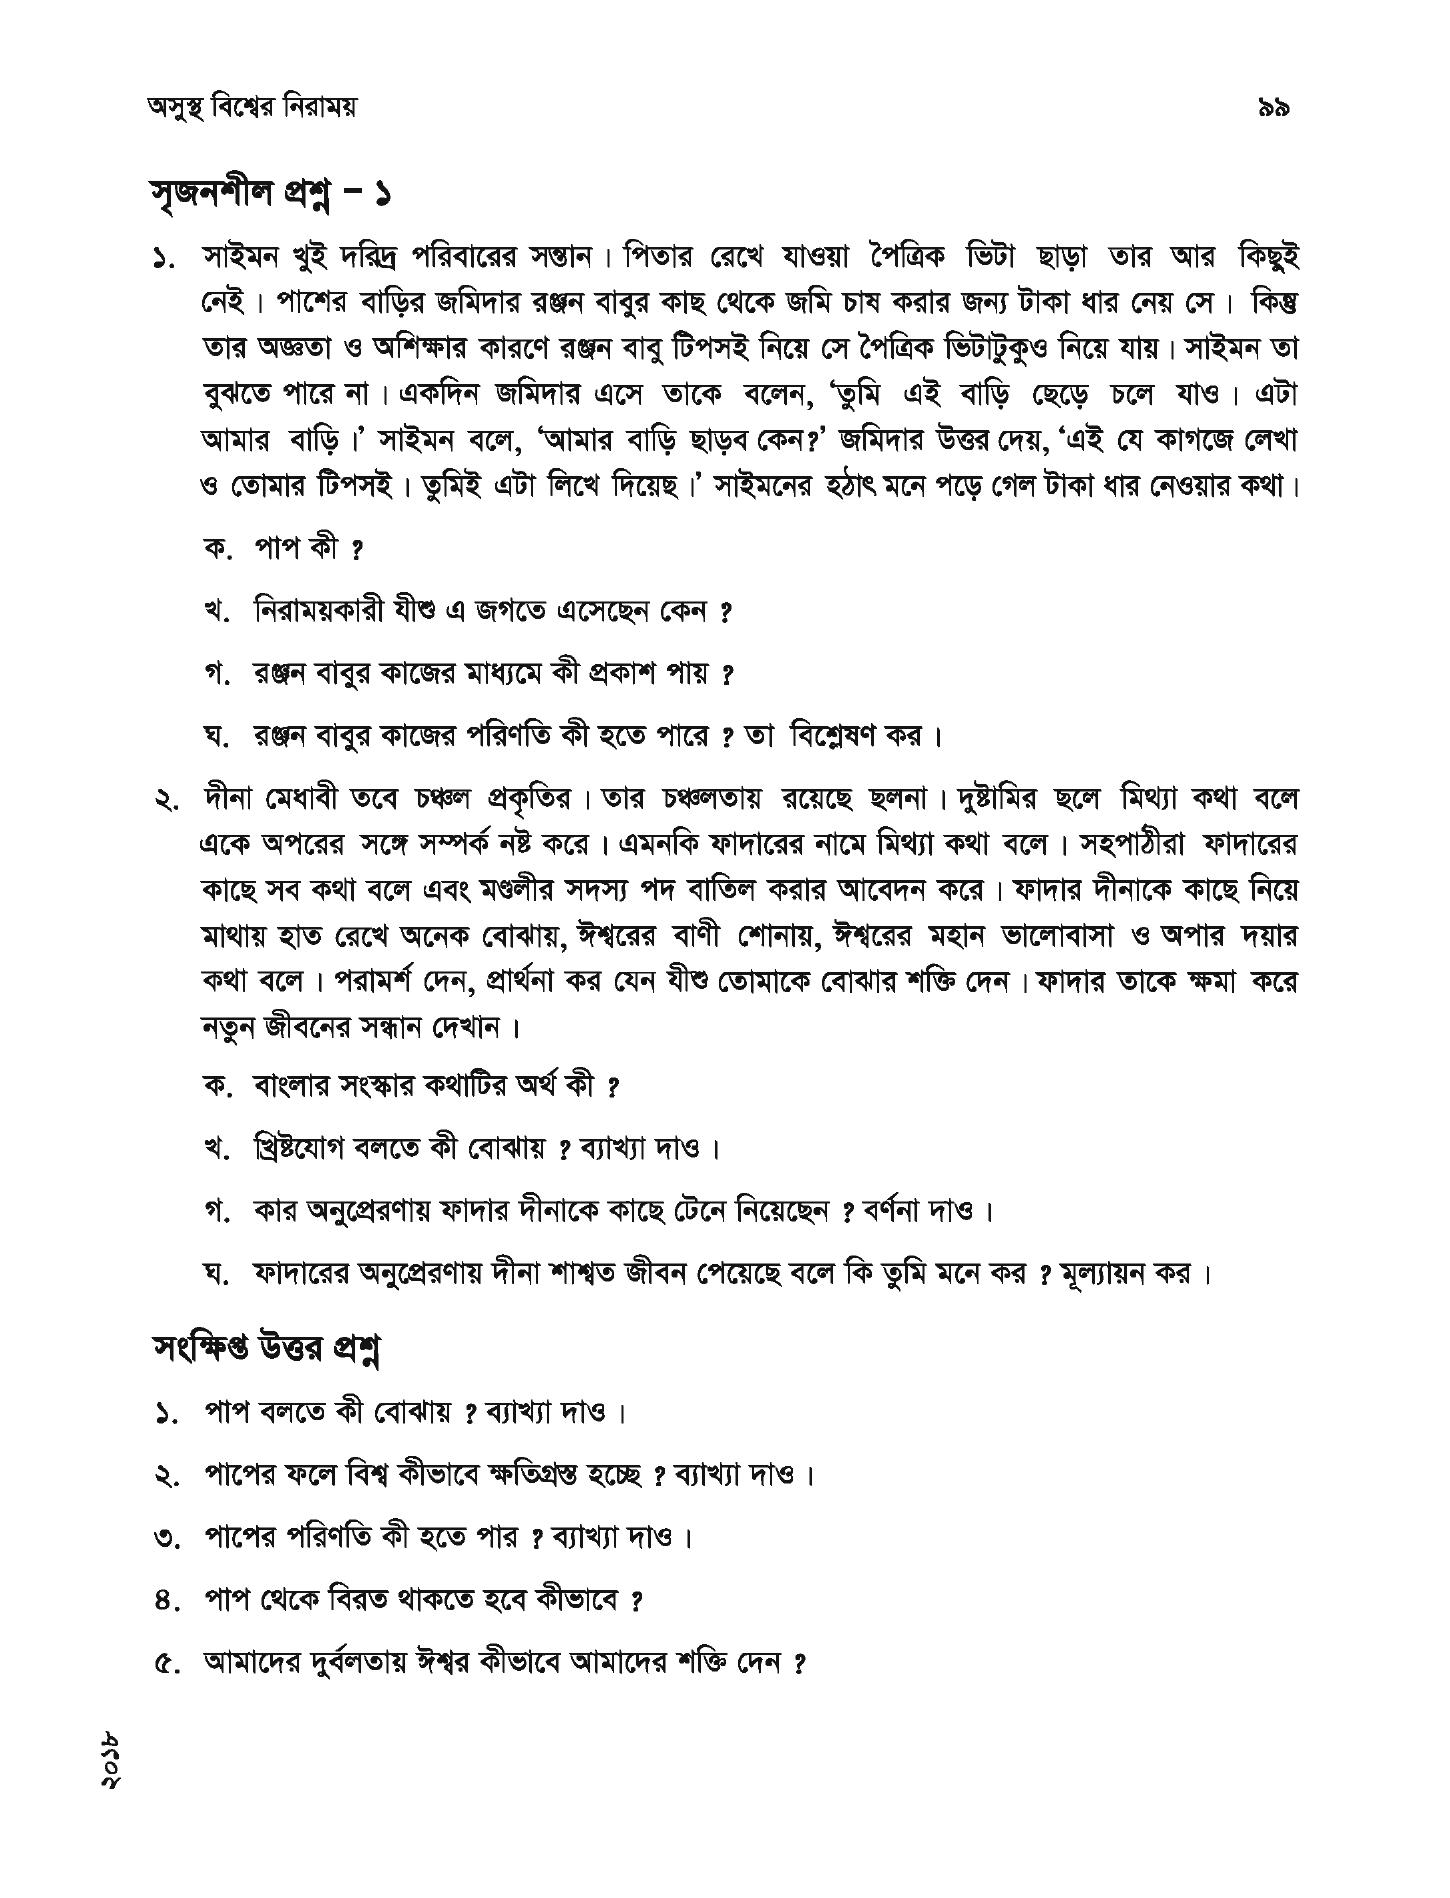 অসুস্থ বিশ্বের নিরাময়
৯৯
সৃজনশীল প্রশ্ন – ১
১. সাইমন খুই দরিদ্র পরিবারের সন্তান। পিতার রেখে যাওয়া পৈত্রিক ভিটা ছাড়া তার আর কিছুই
নেই। পাশের বাড়ির জমিদার রঞ্জন বাবুর কাছ থেকে জমি চাষ করার জন্য টাকা ধার নেয় সে। কিন্তু
তার অজ্ঞতা ও অশিক্ষার কারণে রঞ্জন বাবু টিপসই নিয়ে সে পৈত্রিক ভিটাটুকুও নিয়ে যায়। সাইমন তা
বুঝতে পারে না। একদিন জমিদার এসে তাকে বলেন, ‘তুমি এই বাড়ি ছেড়ে চলে যাও। এটা
আমার বাড়ি।’ সাইমন বলে, ‘আমার বাড়ি ছাড়ব কেন?’ জমিদার উত্তর দেয়, ‘এই যে কাগজে লেখা
ও তোমার টিপসই। তুমিই এটা লিখে দিয়েছ।’ সাইমনের হঠাৎ মনে পড়ে গেল টাকা ধার নেওয়ার কথা।
ক. পাপ কী ?
খ. নিরাময়কারী যীশু এ জগতে এসেছেন কেন ?
গ. রঞ্জন বাবুর কাজের মাধ্যমে কী প্রকাশ পায় ?
ঘ. রঞ্জন বাবুর কাজের পরিণতি কী হতে পারে ? তা বিশ্লেষণ কর।
২. দীনা মেধাবী তবে চঞ্চল প্রকৃতির। তার চঞ্চলতায় রয়েছে ছলনা। দুষ্টামির ছলে মিথ্যা কথা বলে
একে অপরের সঙ্গে সম্পর্ক নষ্ট করে। এমনকি ফাদারের নামে মিথ্যা কথা বলে। সহপাঠীরা ফাদারের
কাছে সব কথা বলে এবং মণ্ডলীর সদস্য পদ বাতিল করার আবেদন করে। ফাদার দীনাকে কাছে নিয়ে
মাথায় হাত রেখে অনেক বোঝায়, ঈশ্বরের বাণী শোনায়, ঈশ্বরের মহান ভালোবাসা ও অপার দয়ার
কথা বলে। পরামর্শ দেন, প্রার্থনা কর যেন যীশু তোমাকে বোঝার শক্তি দেন। ফাদার তাকে ক্ষমা করে
নতুন জীবনের সন্ধান দেখান।
ক. বাংলার সংস্কার কথাটির অর্থ কী ?
খ. খ্রিষ্টযোগ বলতে কী বোঝায় ? ব্যাখ্যা দাও।
গ. কার অনুপ্রেরণায় ফাদার দীনাকে কাছে টেনে নিয়েছেন ? বর্ণনা দাও।
ঘ. ফাদারের অনুপ্রেরণায় দীনা শাশ্বত জীবন পেয়েছে বলে কি তুমি মনে কর ? মূল্যায়ন কর।
সংক্ষিপ্ত উত্তর প্রশ্ন
১. পাপ বলতে কী বোঝায় ? ব্যাখ্যা দাও।
২. পাপের ফলে বিশ্ব কীভাবে ক্ষতিগ্রস্ত হচ্ছে ? ব্যাখ্যা দাও।
৩. পাপের পরিণতি কী হতে পার ? ব্যাখ্যা দাও।
৪. পাপ থেকে বিরত থাকতে হবে কীভাবে ?
৫. আমাদের দুর্বলতায় ঈশ্বর কীভাবে আমাদের শক্তি দেন ?
২০১৮